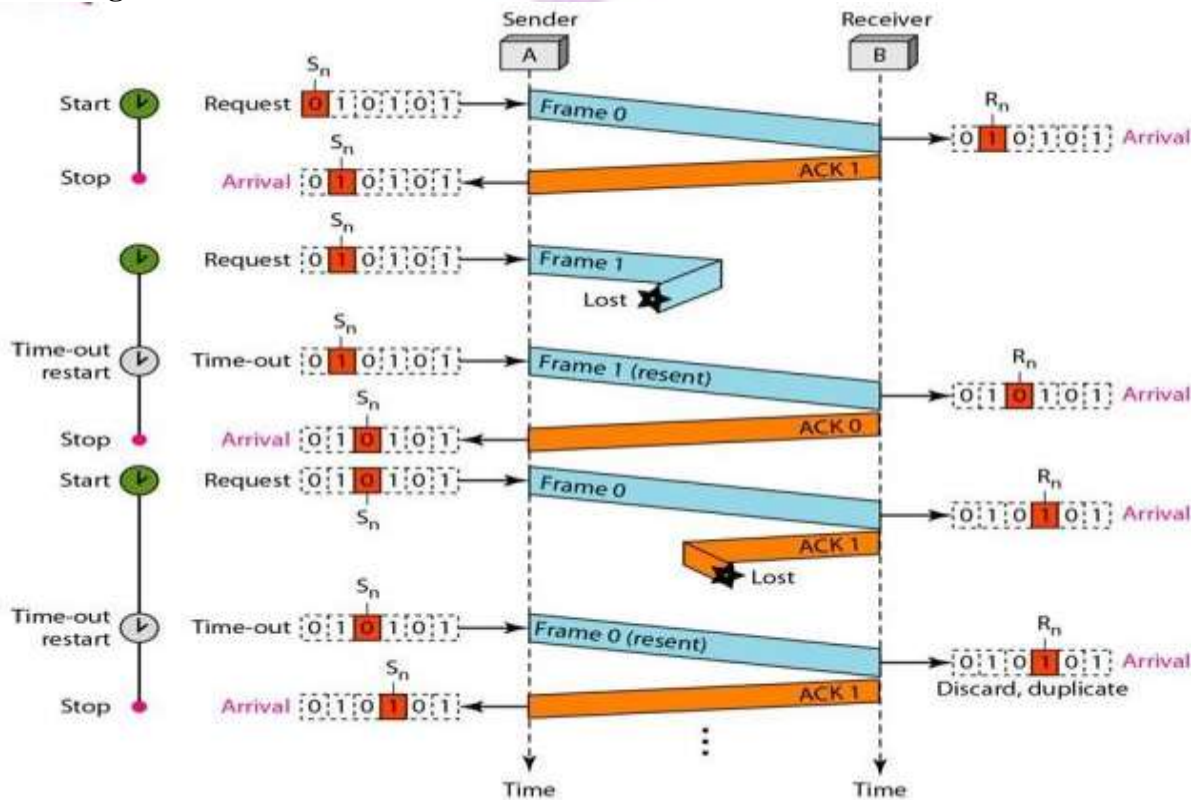 Sender Receiver
A B
Sn
Start Request 0 1 0 1 0 1 Frame 0 Rn
0 1 0 1 0 1 Arrival
Sn
Stop Arrival 0 1 0 1 0 1 ACK 1
Sn
Request 0 1 0 1 0 1 Frame 1
Lost
Sn
Time-out restart Time-out 0 1 0 1 0 1 Frame 1 (resent) Rn
0 1 0 1 0 1 Arrival
Sn
Stop Arrival 0 1 0 1 0 1 ACK 0
Start Request 0 1 0 1 0 1 Frame 0 Rn
Sn
0 1 0 1 0 1 Arrival
ACK 1
Lost
Sn
Time-out restart Time-out 0 1 0 1 0 1 Frame 0 (resent) Rn
0 1 0 1 0 1 Arrival
Discard, duplicate
Sn
Stop Arrival 0 1 0 1 0 1 ACK 1
Time Time